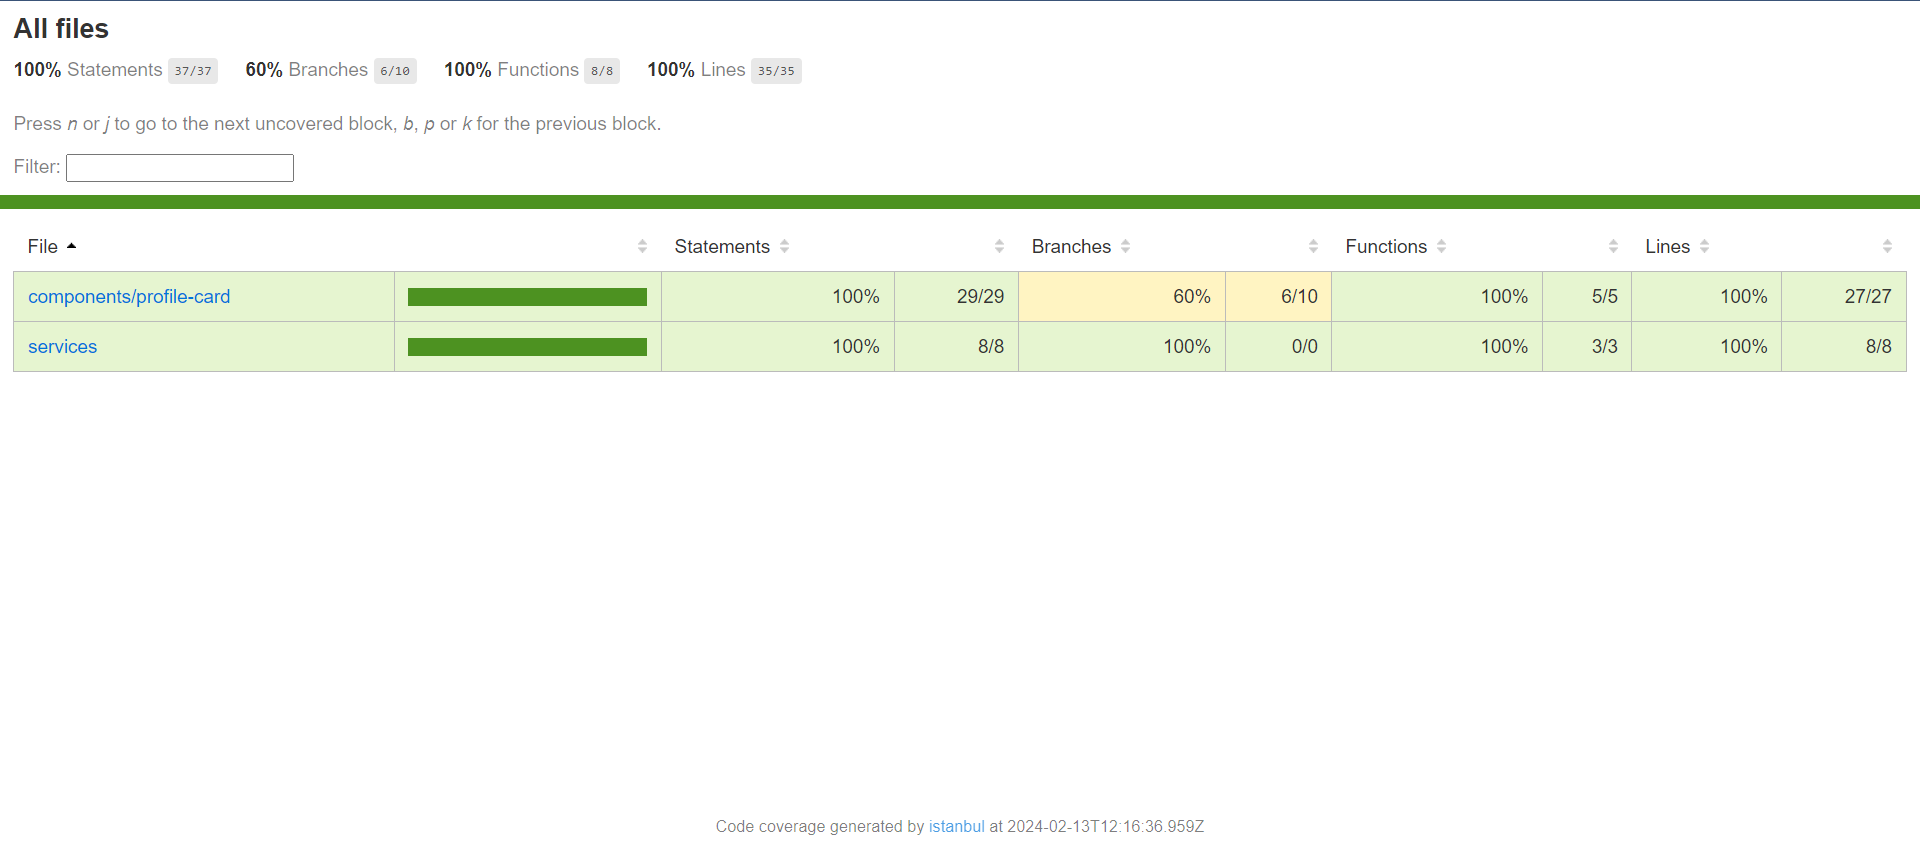 All files
100% Statements 37/37 60% Branches 6/10 100% Functions 8/8 100% Lines 35/35
Press n or j to go to the next uncovered block, b, p or k for the previous block.
Filter:
File Statements Branches Functions Lines
components/profile-card 100% 29/29 60% 6/10 100% 5/5 100% 27/27
services 100% 8/8 100% 0/0 100% 3/3 100% 8/8
Code coverage generated by istanbul at 2024-02-13T12:16:36.959Z